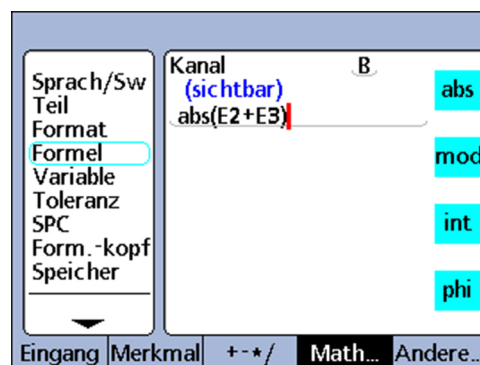 Sprach/Sw
Teil
Format
Formel
Variable
Toleranz
SPC
Form.-kopf
Speicher
Kanal B
(sichtbar)
abs(E2+E3)
abs
mod
int
phi
Eingang Merkmal +-*/ Math... Andere..